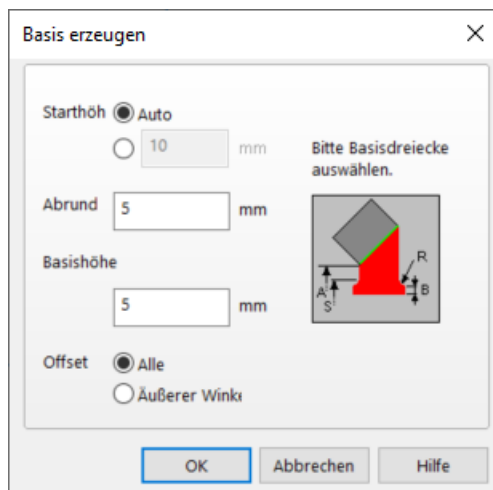 Basis erzeugen
Starthöh Auto
10 mm
Bitte Basisdreiecke
auswählen.
Abrund 5 mm
Basishöhe
5 mm
R
A
S
B
Offset Alle
Äußerer Winke
OK Abbrechen Hilfe